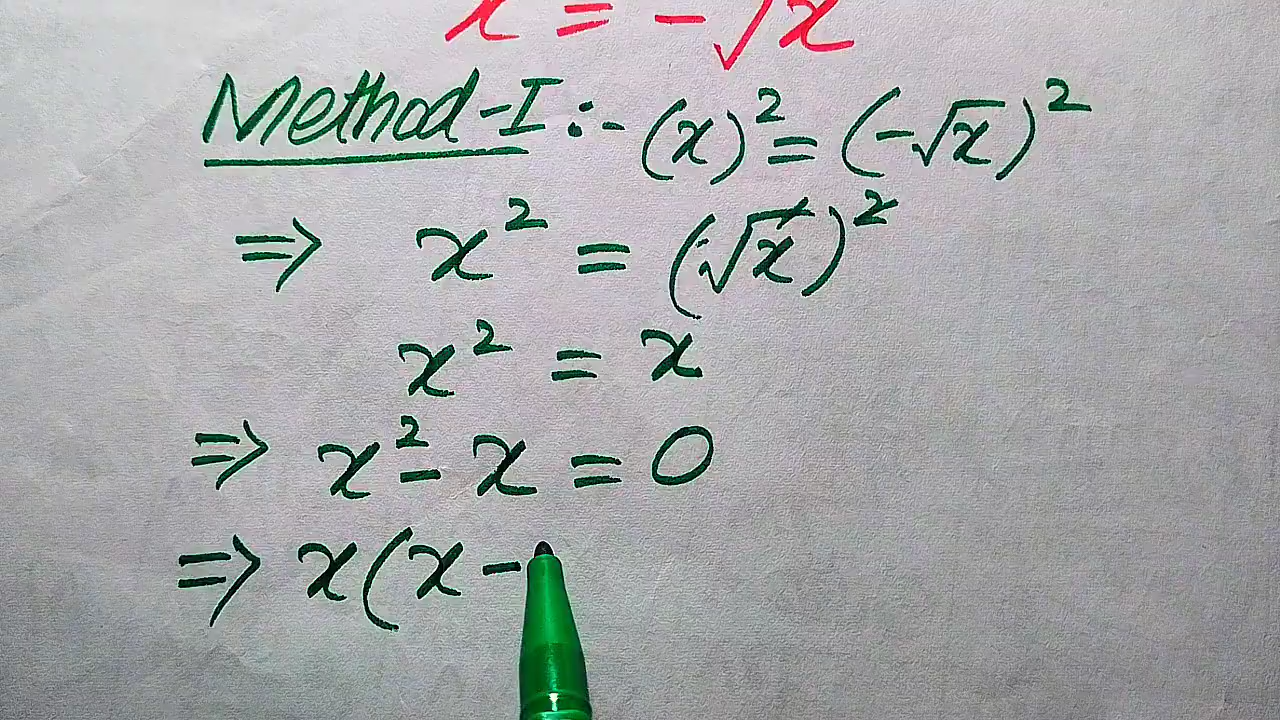 x = -√x
Method-I :- (x)² = (-√x)²
⇒ x² = (√x)²
x² = x
⇒ x² - x = 0
⇒ x(x -